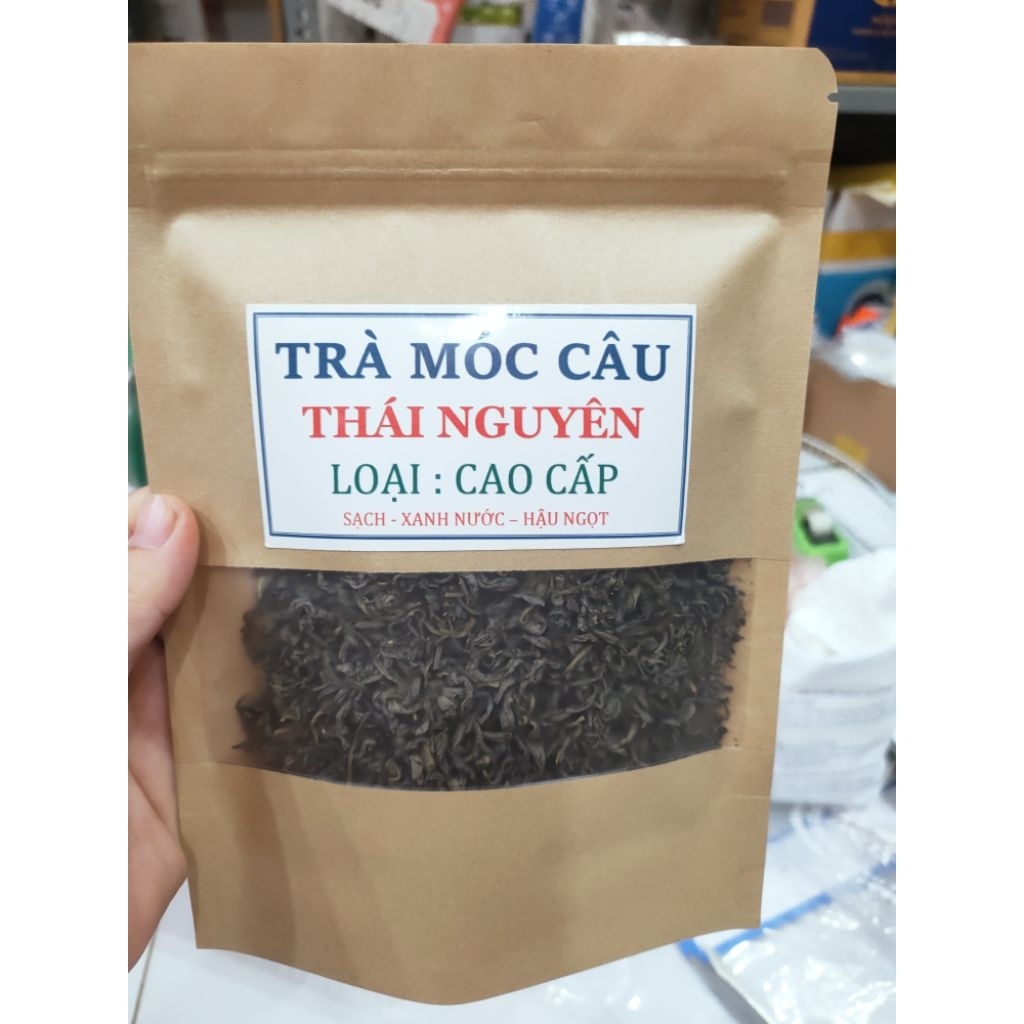 TRÀ MÓC CÂU
THÁI NGUYÊN
LOẠI : CAO CẤP
SẠCH - XANH NƯỚC – HẬU NGỌT